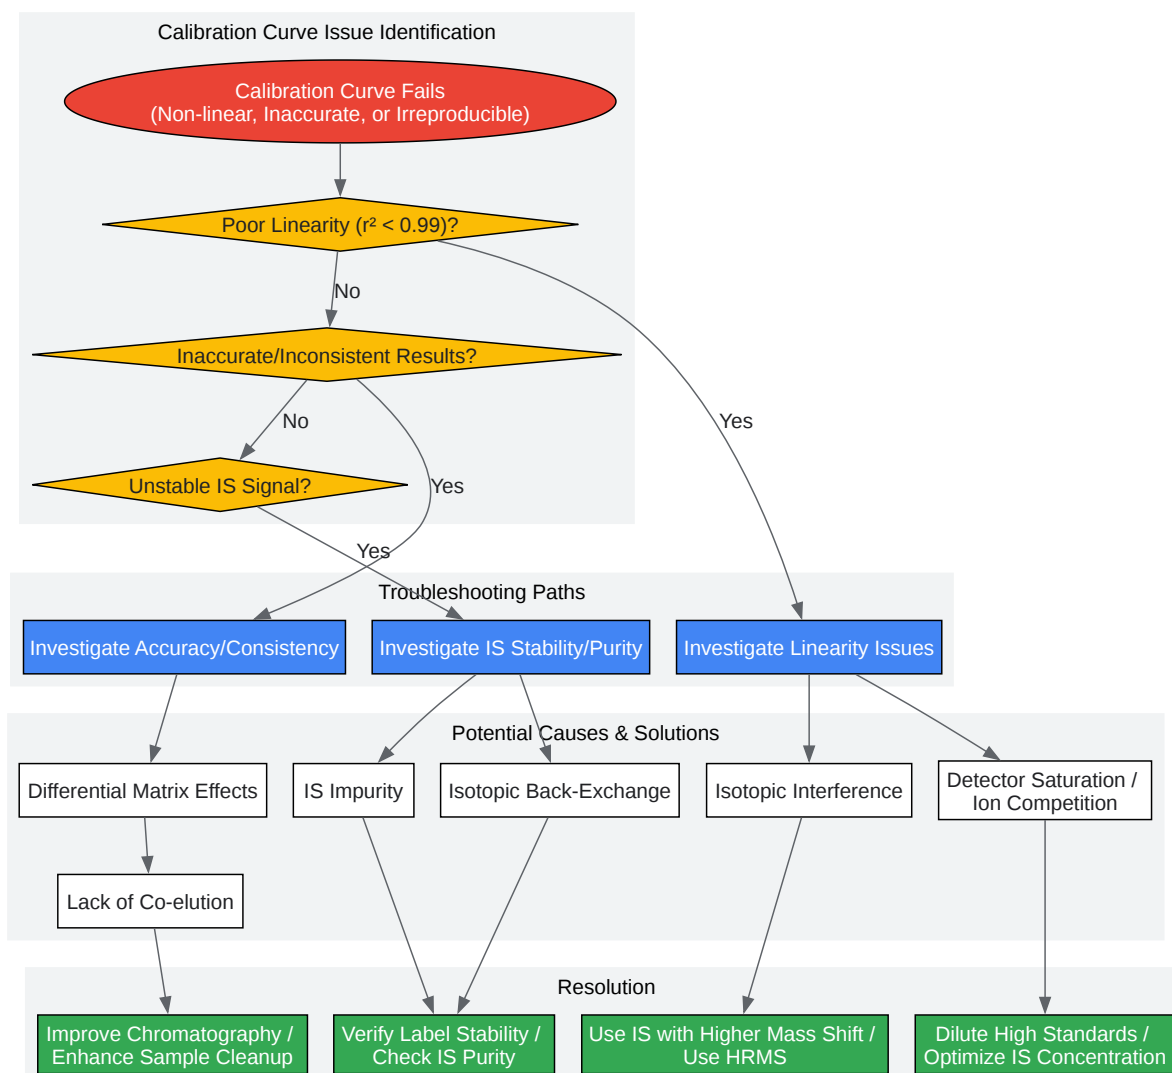 Calibration Curve Issue Identification
Calibration Curve Fails
(Non-linear, Inaccurate, or Irreproducible)
Poor Linearity (r² < 0.99)?
No
Inaccurate/Inconsistent Results?
No
Yes
Unstable IS Signal?
Yes
Yes
Troubleshooting Paths
Investigate Accuracy/Consistency
Investigate IS Stability/Purity
Investigate Linearity Issues
Potential Causes & Solutions
Differential Matrix Effects
IS Impurity
Isotopic Back-Exchange
Isotopic Interference
Detector Saturation /
Ion Competition
Lack of Co-elution
Resolution
Improve Chromatography /
Enhance Sample Cleanup
Verify Label Stability /
Check IS Purity
Use IS with Higher Mass Shift /
Use HRMS
Dilute High Standards /
Optimize IS Concentration